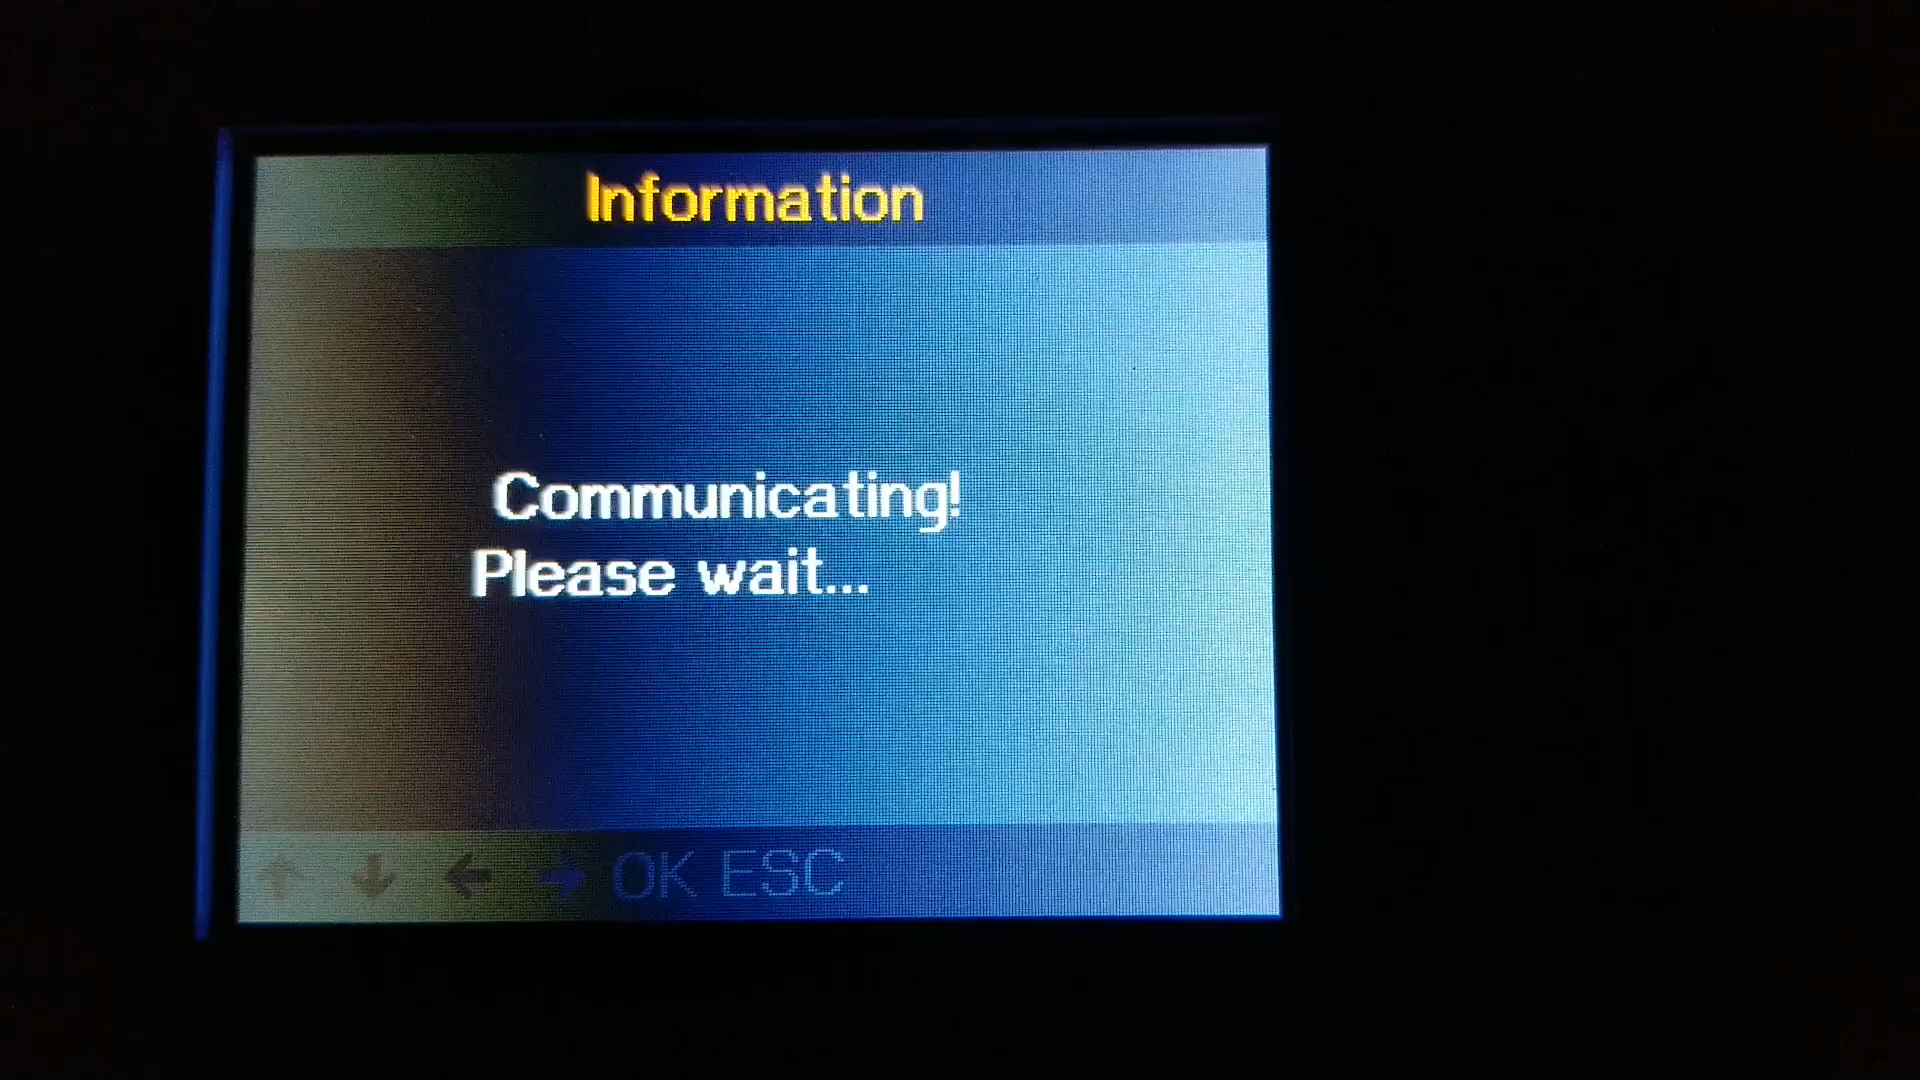 Information
Communicating!
Please wait...
↑ ↓ ← → OK ESC